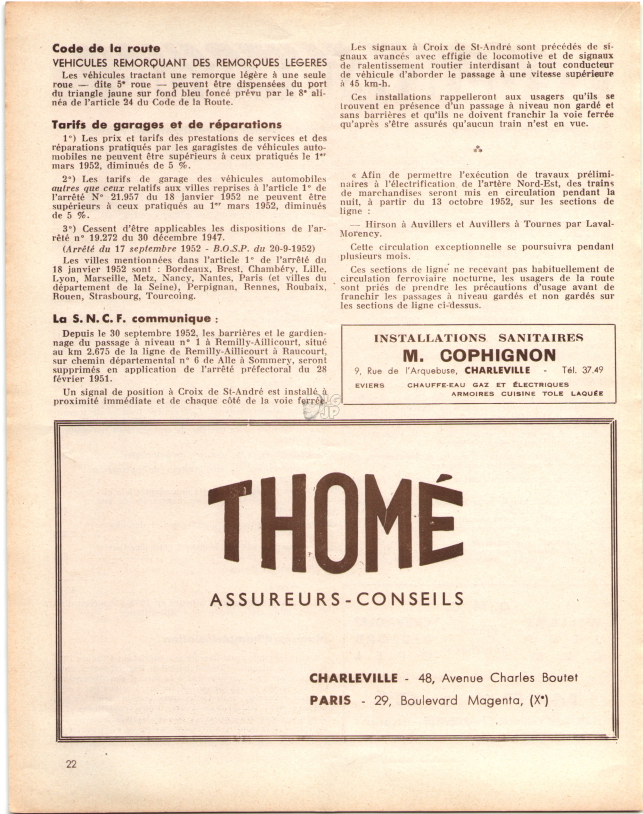 Code de la route
VEHICULES REMORQUANT DES REMORQUES LEGERES
Les véhicules tractant une remorque légère à une seule
roue — dite 5ᵉ roue — peuvent être dispensées du port
du triangle jaune sur fond bleu foncé prévu par le 8ᵉ ali-
néa de l'article 24 du Code de la Route.
Tarifs de garages et de réparations
1°) Les prix et tarifs des prestations de services et des
réparations pratiqués par les garagistes de véhicules auto-
mobiles ne peuvent être supérieurs à ceux pratiqués le 1ᵉʳ
mars 1952, diminués de 5 %.
2°) Les tarifs de garage des véhicules automobiles
autres que ceux relatifs aux villes reprises à l'article 1° de
l'arrêté N° 21.957 du 18 janvier 1952 ne peuvent être
supérieurs à ceux pratiqués au 1ᵉʳ mars 1952, diminués
de 5 %.
3°) Cessent d'être applicables les dispositions de l'ar-
rêté n° 19.272 du 30 décembre 1947.
(Arrêté du 17 septembre 1952 - B.O.S.P. du 20-9-1952)
Les villes mentionnées dans l'article 1° de l'arrêté du
18 janvier 1952 sont : Bordeaux, Brest, Chambéry, Lille,
Lyon, Marseille, Metz, Nancy, Nantes, Paris (et villes du
département de la Seine), Perpignan, Rennes, Roubaix,
Rouen, Strasbourg, Tourcoing.
La S. N. C. F. communique :
Depuis le 30 septembre 1952, les barrières et le gardien-
nage du passage à niveau n° 1 à Remilly-Aillicourt, situé
au km 2.675 de la ligne de Remilly-Aillicourt à Raucourt,
sur chemin départemental n° 6 de Alle à Sommery, seront
supprimés en application de l'arrêté préfectoral du 28
février 1951.
Un signal de position à Croix de St-André est installé à
proximité immédiate et de chaque côté de la voie ferrée.
Les signaux à Croix de St-André sont précédés de si-
gnaux avancés avec effigie de locomotive et de signaux
de ralentissement routier interdisant à tout conducteur
de véhicule d'aborder le passage à une vitesse supérieure
à 45 km-h.
Ces installations rappelleront aux usagers qu'ils se
trouvent en présence d'un passage à niveau non gardé et
sans barrières et qu'ils ne doivent franchir la voie ferrée
qu'après s'être assurés qu'aucun train n'est en vue.
« Afin de permettre l'exécution de travaux prélimi-
naires à l'électrification de l'artère Nord-Est, des trains
de marchandises seront mis en circulation pendant la
nuit, à partir du 13 octobre 1952, sur les sections de
ligne :
— Hirson à Auvillers et Auvillers à Tournes par Laval-
Morency.
Cette circulation exceptionnelle se poursuivra pendant
plusieurs mois.
Ces sections de ligne ne recevant pas habituellement de
circulation ferroviaire nocturne, les usagers de la route
sont priés de prendre les précautions d'usage avant de
franchir les passages à niveau gardés et non gardés sur
les sections de ligne ci-dessus.
INSTALLATIONS SANITAIRES
M. COPHIGNON
9, Rue de l'Arquebuse, CHARLEVILLE - Tél. 37.49
EVIERS CHAUFFE-EAU GAZ ET ÉLECTRIQUES
ARMOIRES CUISINE TOLE LAQUÉE
THOMÉ
ASSUREURS-CONSEILS
CHARLEVILLE - 48, Avenue Charles Boutet
PARIS - 29, Boulevard Magenta, (Xᵉ)
22